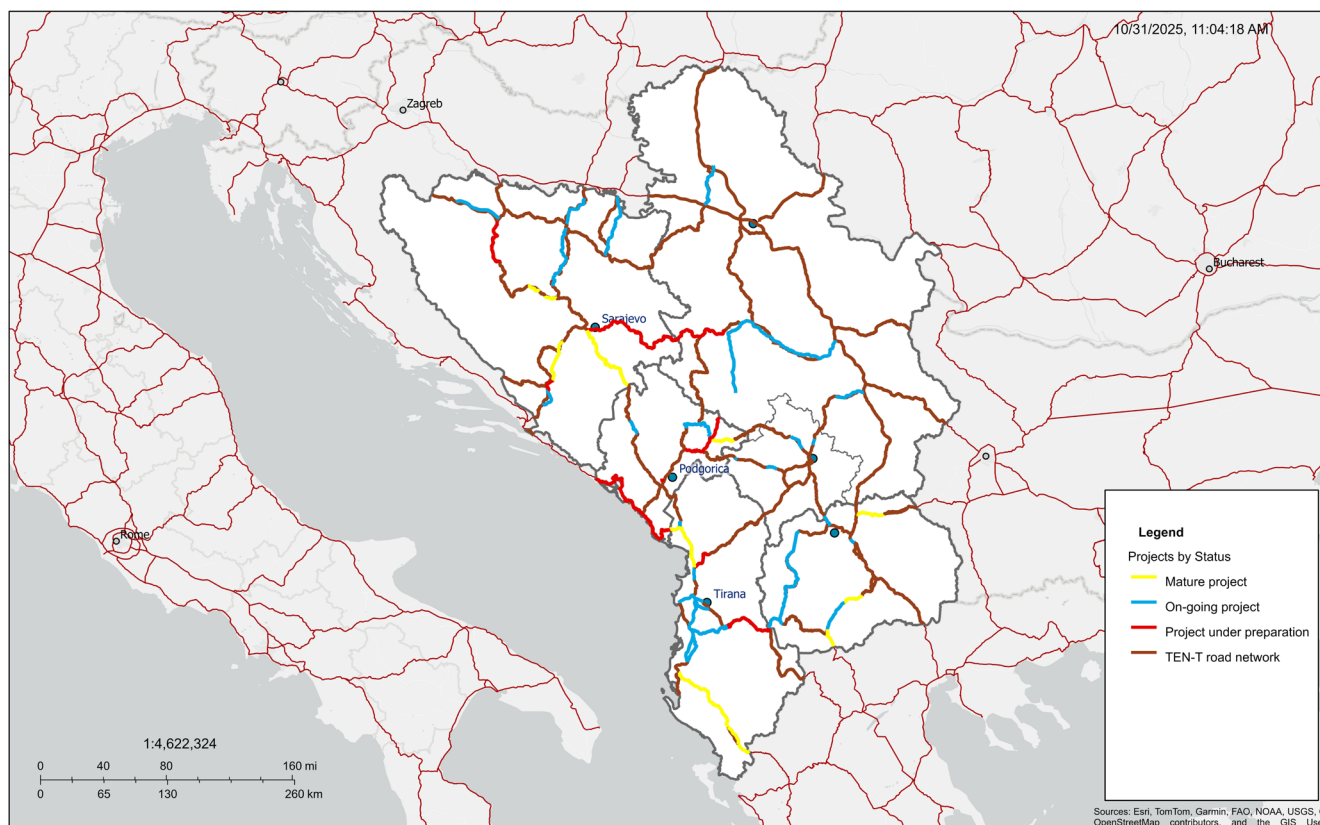 10/31/2025, 11:04:18 AM
Zagreb
Bucharest
Sarajevo
Podgorica
Rome
Tirana
Legend
Projects by Status
Mature project
On-going project
Project under preparation
TEN-T road network
1:4,622,324
0 40 80 160 mi
0 65 130 260 km
Sources: Esri, TomTom, Garmin, FAO, NOAA, USGS,
OpenStreetMap contributors, and the GIS Use